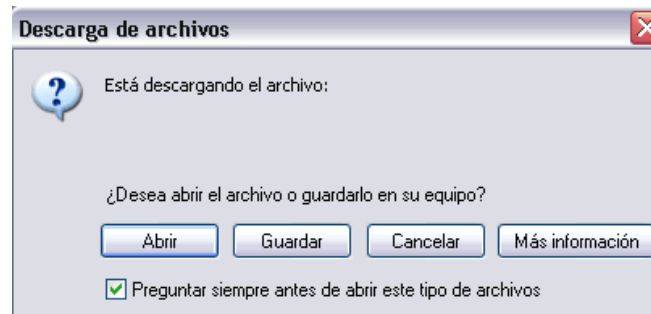 Descarga de archivos
Está descargando el archivo:
¿Desea abrir el archivo o guardarlo en su equipo?
Abrir Guardar Cancelar Más información
Preguntar siempre antes de abrir este tipo de archivos